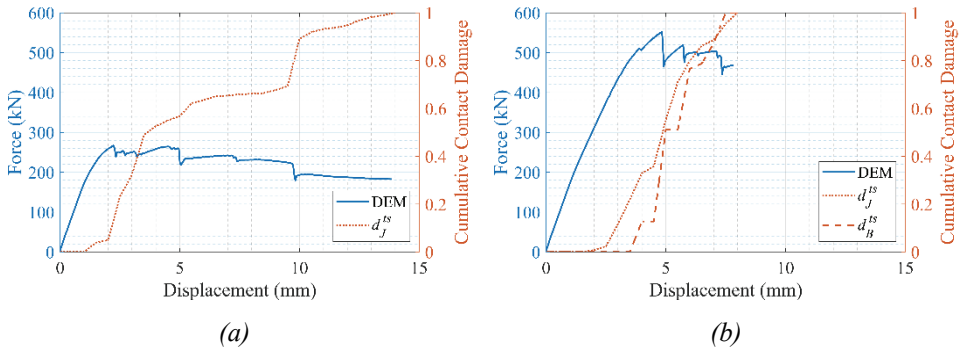 600
500
400
300
200
100
0
Force (kN)
0
5
10
15
Displacement (mm)
1
0.8
0.6
0.4
0.2
0
Cumulative Contact Damage
DEM
d_J^ts
(a)
600
500
400
300
200
100
0
Force (kN)
0
5
10
15
Displacement (mm)
1
0.8
0.6
0.4
0.2
0
Cumulative Contact Damage
DEM
d_J^ts
d_B^ts
(b)